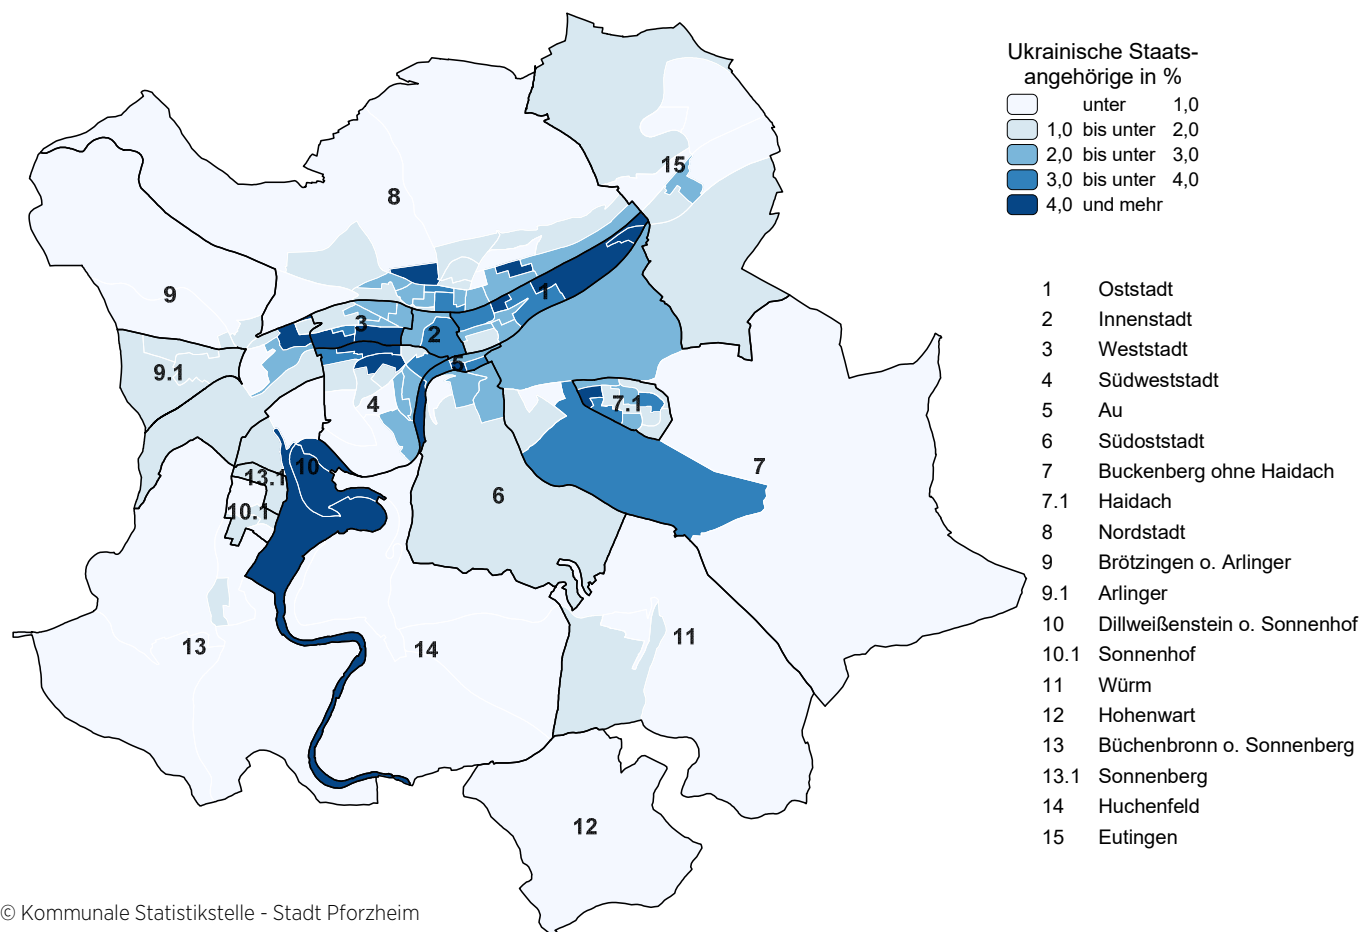 Ukrainische Staats-
angehörige in %
unter 1,0
1,0 bis unter 2,0
2,0 bis unter 3,0
3,0 bis unter 4,0
4,0 und mehr
1 Oststadt
2 Innenstadt
3 Weststadt
4 Südweststadt
5 Au
6 Südoststadt
7 Buckenberg ohne Haidach
7.1 Haidach
8 Nordstadt
9 Brötzingen o. Arlinger
9.1 Arlinger
10 Dillweißenstein o. Sonnenhof
10.1 Sonnenhof
11 Würm
12 Hohenwart
13 Büchenbronn o. Sonnenberg
13.1 Sonnenberg
14 Huchenfeld
15 Eutingen
15
8
9
1
3
2
5
9.1
4
7.1
10
7
13.1
6
10.1
11
13
14
12
© Kommunale Statistikstelle - Stadt Pforzheim